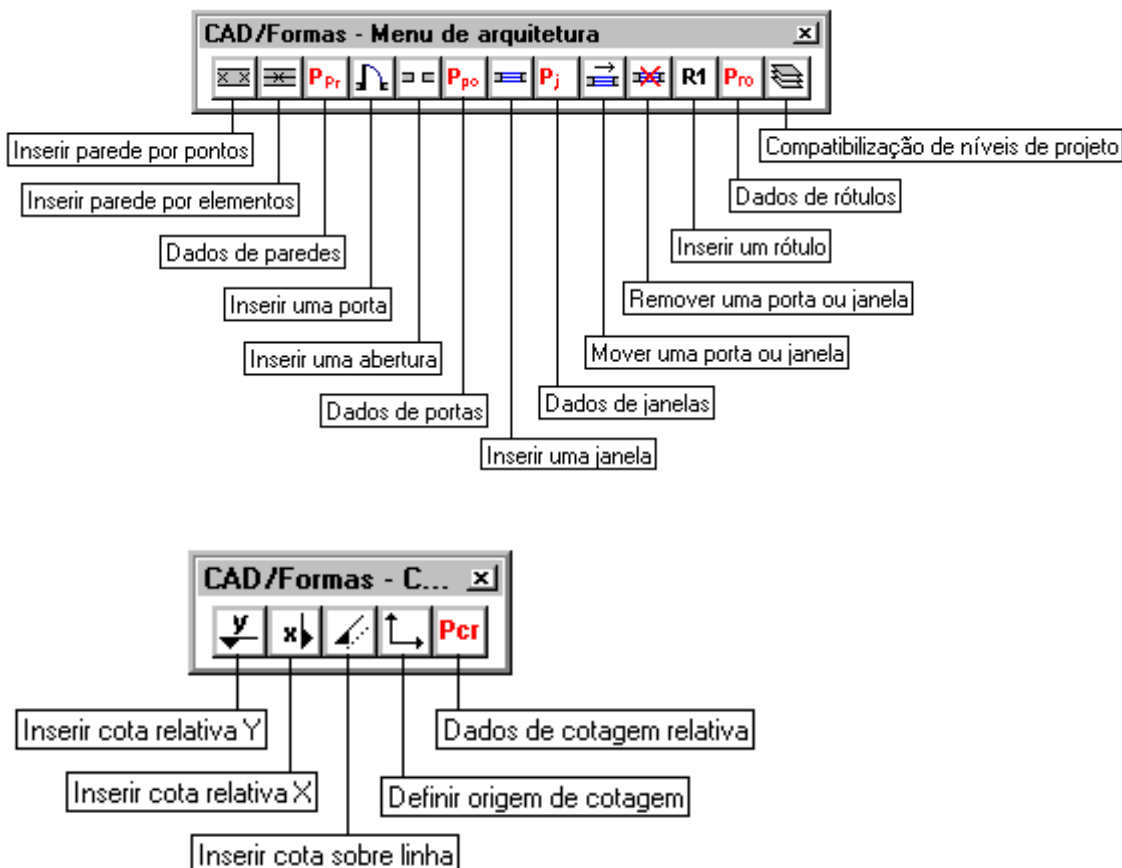 CAD/Formas - Menu de arquitetura
x x PPr Ppo Pj R1 Pro
Inserir parede por pontos
Compatibilização de níveis de projeto
Inserir parede por elementos
Dados de rótulos
Dados de paredes
Inserir um rótulo
Inserir uma porta
Remover uma porta ou janela
Inserir uma abertura
Mover uma porta ou janela
Dados de portas
Dados de janelas
Inserir uma janela
CAD/Formas - C...
y x Pcr
Inserir cota relativa Y
Dados de cotagem relativa
Inserir cota relativa X
Definir origem de cotagem
Inserir cota sobre linha